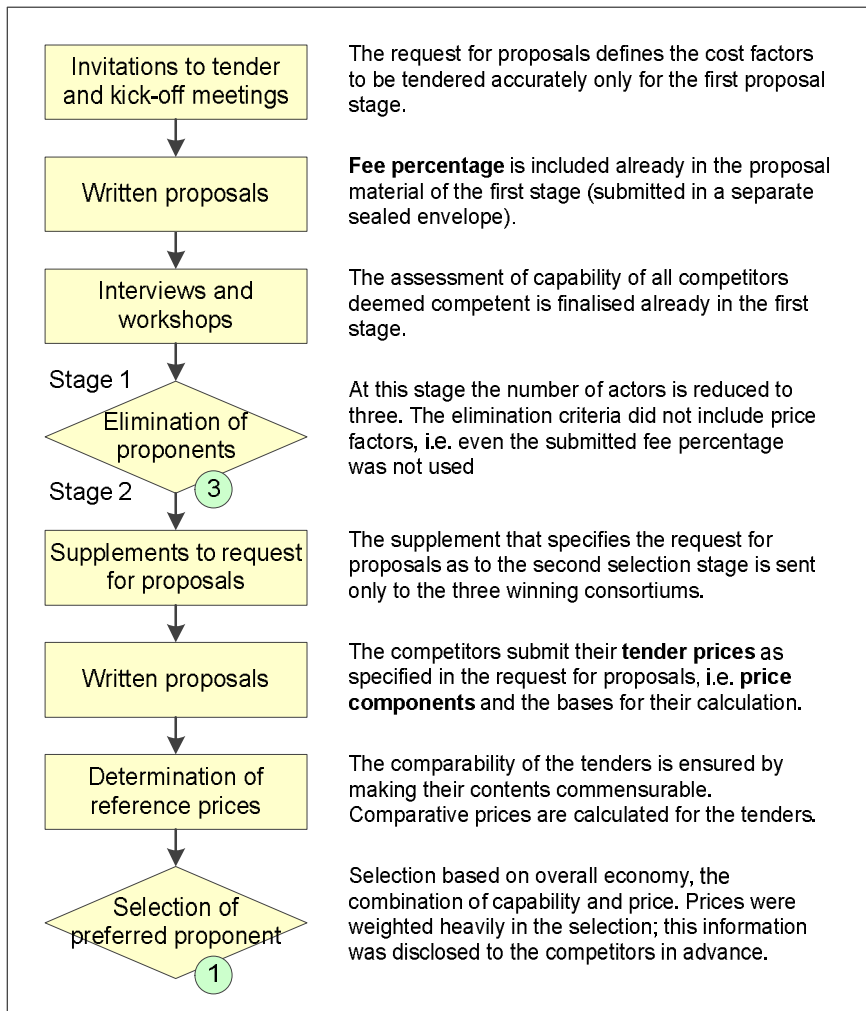 Invitations to tender
and kick-off meetings
The request for proposals defines the cost factors
to be tendered accurately only for the first proposal
stage.
Written proposals
Fee percentage is included already in the proposal
material of the first stage (submitted in a separate
sealed envelope).
Interviews and
workshops
The assessment of capability of all competitors
deemed competent is finalised already in the first
stage.
Stage 1
Elimination of
proponents
3
At this stage the number of actors is reduced to
three. The elimination criteria did not include price
factors, i.e. even the submitted fee percentage
was not used
Stage 2
Supplements to request
for proposals
The supplement that specifies the request for
proposals as to the second selection stage is sent
only to the three winning consortiums.
Written proposals
The competitors submit their tender prices as
specified in the request for proposals, i.e. price
components and the bases for their calculation.
Determination of
reference prices
The comparability of the tenders is ensured by
making their contents commensurable.
Comparative prices are calculated for the tenders.
Selection of
preferred proponent
1
Selection based on overall economy, the
combination of capability and price. Prices were
weighted heavily in the selection; this information
was disclosed to the competitors in advance.